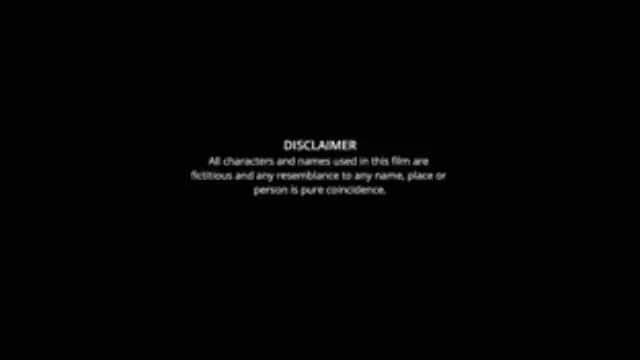 DISCLAIMER
All characters and names used in this film are
fictitious and any resemblance to any name, place or
person is pure coincidence.